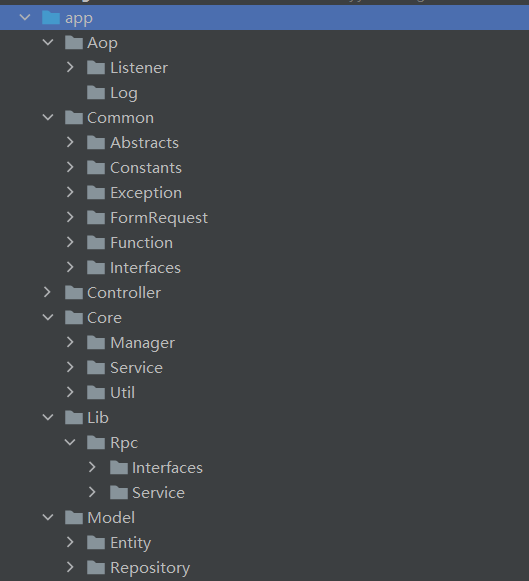 app
Aop
Listener
Log
Common
Abstracts
Constants
Exception
FormRequest
Function
Interfaces
Controller
Core
Manager
Service
Util
Lib
Rpc
Interfaces
Service
Model
Entity
Repository